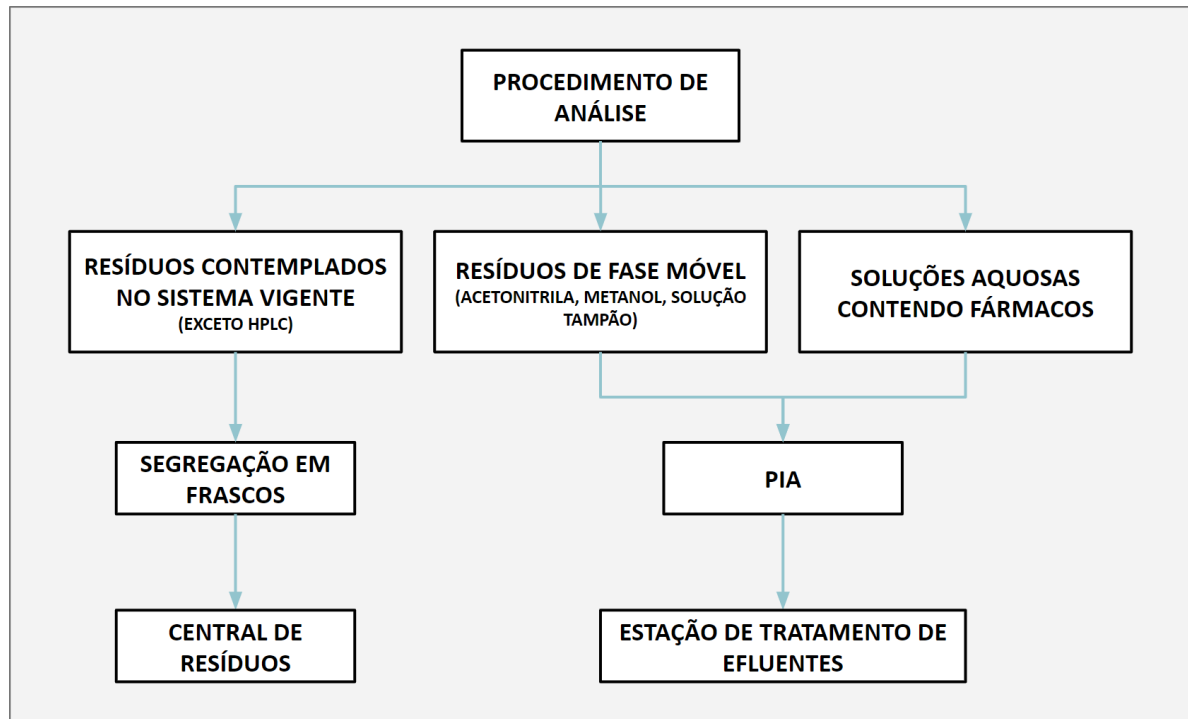 PROCEDIMENTO DE
ANÁLISE
RESÍDUOS CONTEMPLADOS
NO SISTEMA VIGENTE
(EXCETO HPLC)
RESÍDUOS DE FASE MÓVEL
(ACETONITRILA, METANOL, SOLUÇÃO
TAMPÃO)
SOLUÇÕES AQUOSAS
CONTENDO FÁRMACOS
SEGREGAÇÃO EM
FRASCOS
PIA
CENTRAL DE
RESÍDUOS
ESTAÇÃO DE TRATAMENTO DE
EFLUENTES